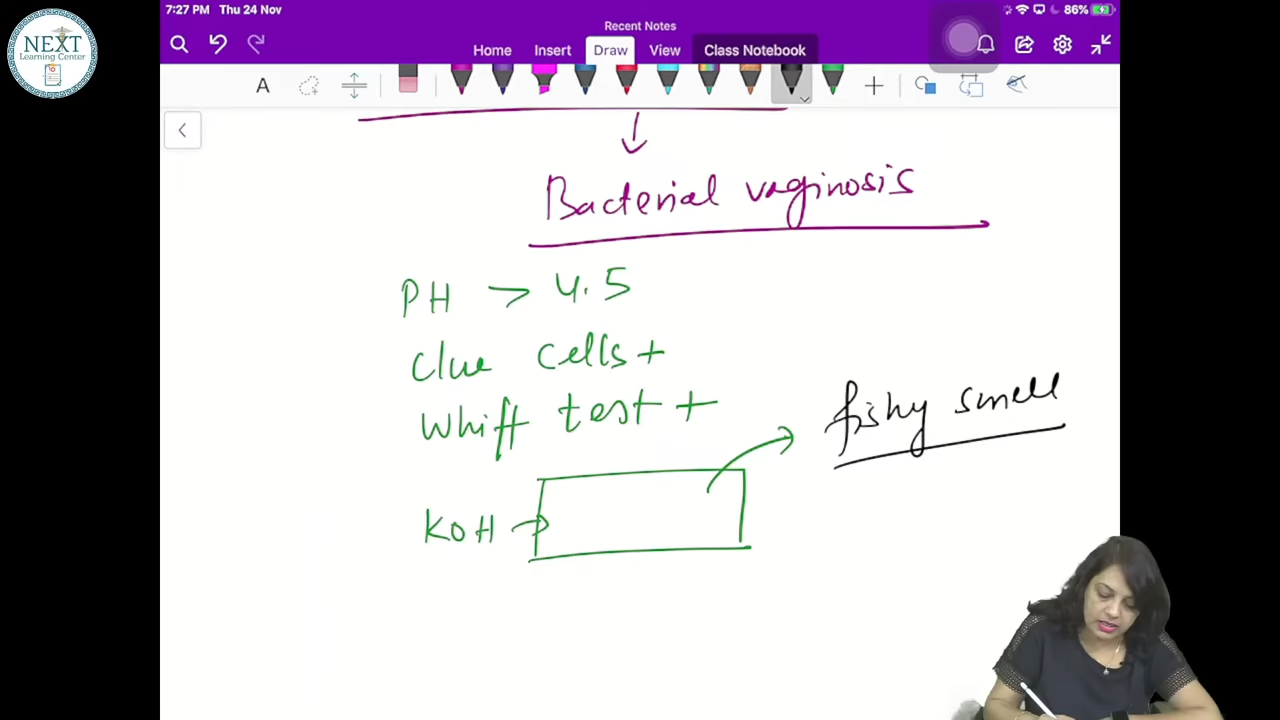 7:27 PM Thu 24 Nov
86%
NEXT
Learning Center
Recent Notes
Home Insert Draw View Class Notebook
A
Bacterial vaginosis
PH > 4.5
Clue cells +
Whiff test +
fishy smell
KOH